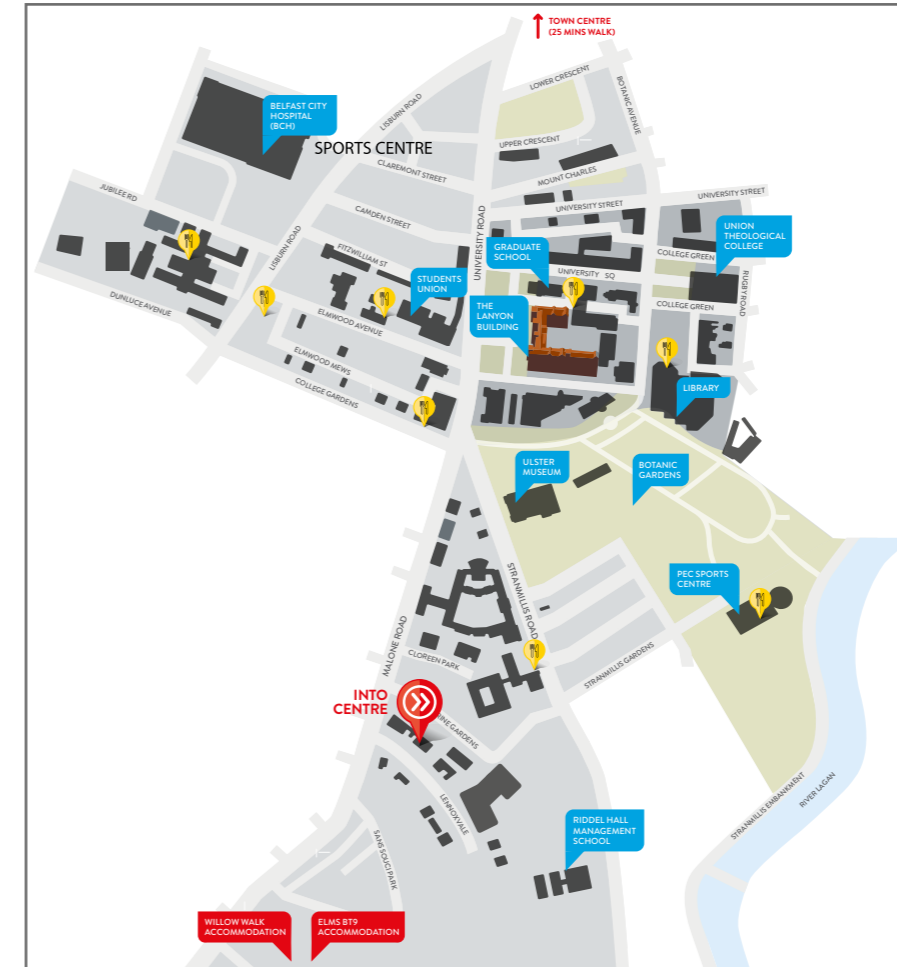 TOWN CENTRE
(25 MINS WALK)
LOWER CRESCENT
BOTANIC AVENUE
BELFAST CITY
HOSPITAL
(BCH)
LISBURN ROAD
UPPER CRESCENT
SPORTS CENTRE
CLAREMONT STREET
MOUNT CHARLES
JUBILEE RD
UNIVERSITY STREET
UNIVERSITY STREET
CAMDEN STREET
UNIVERSITY ROAD
LISBURN ROAD
FITZWILLIAM ST
GRADUATE
SCHOOL
COLLEGE GREEN
UNION
THEOLOGICAL
COLLEGE
STUDENTS
UNION
UNIVERSITY SQ
RUGBY ROAD
DUNLUCE AVENUE
THE
LANYON
BUILDING
COLLEGE GREEN
ELMWOOD AVENUE
ELMWOOD MEWS
COLLEGE GARDENS
LIBRARY
ULSTER
MUSEUM
BOTANIC
GARDENS
STRANMILLIS ROAD
PEC SPORTS
CENTRE
MALONE ROAD
CLOREEN PARK
STRANMILLIS GARDENS
INTO
CENTRE
GARDENS
LENNOXVALE
STRANMILLIS EMBANKMENT
RIVER LAGAN
RIDDEL HALL
MANAGEMENT
SCHOOL
SANS SOUCI PARK
WILLOW WALK
ACCOMMODATION
ELMS BT9
ACCOMMODATION